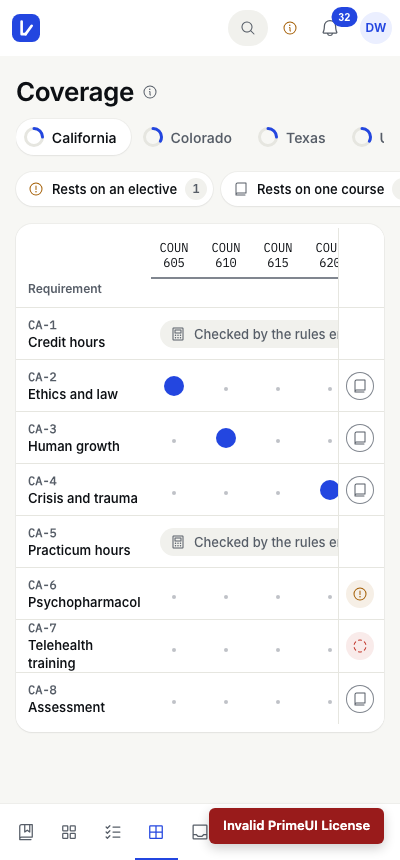 32
DW
Coverage
California
Colorado
Texas
Rests on an elective 1
Rests on one course
COUN 605
COUN 610
COUN 615
Requirement
CA-1
Credit hours
Checked by the rules
CA-2
Ethics and law
CA-3
Human growth
CA-4
Crisis and trauma
CA-5
Practicum hours
Checked by the rules
CA-6
Psychopharmacol
CA-7
Telehealth
training
CA-8
Assessment
Invalid PrimeUI License